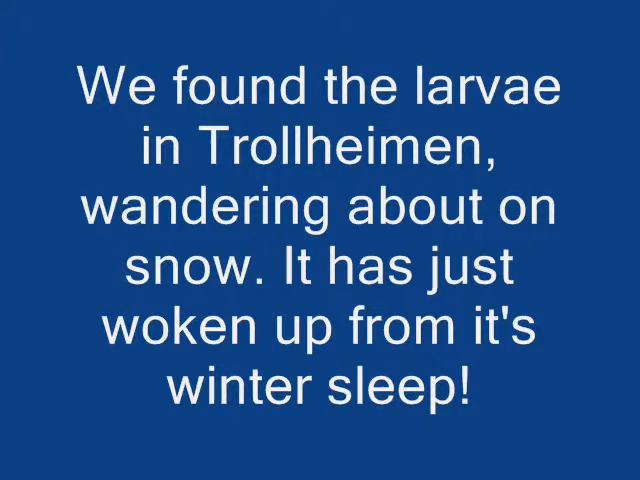 We found the larvae
in Trollheimen,
wandering about on
snow. It has just
woken up from it's
winter sleep!